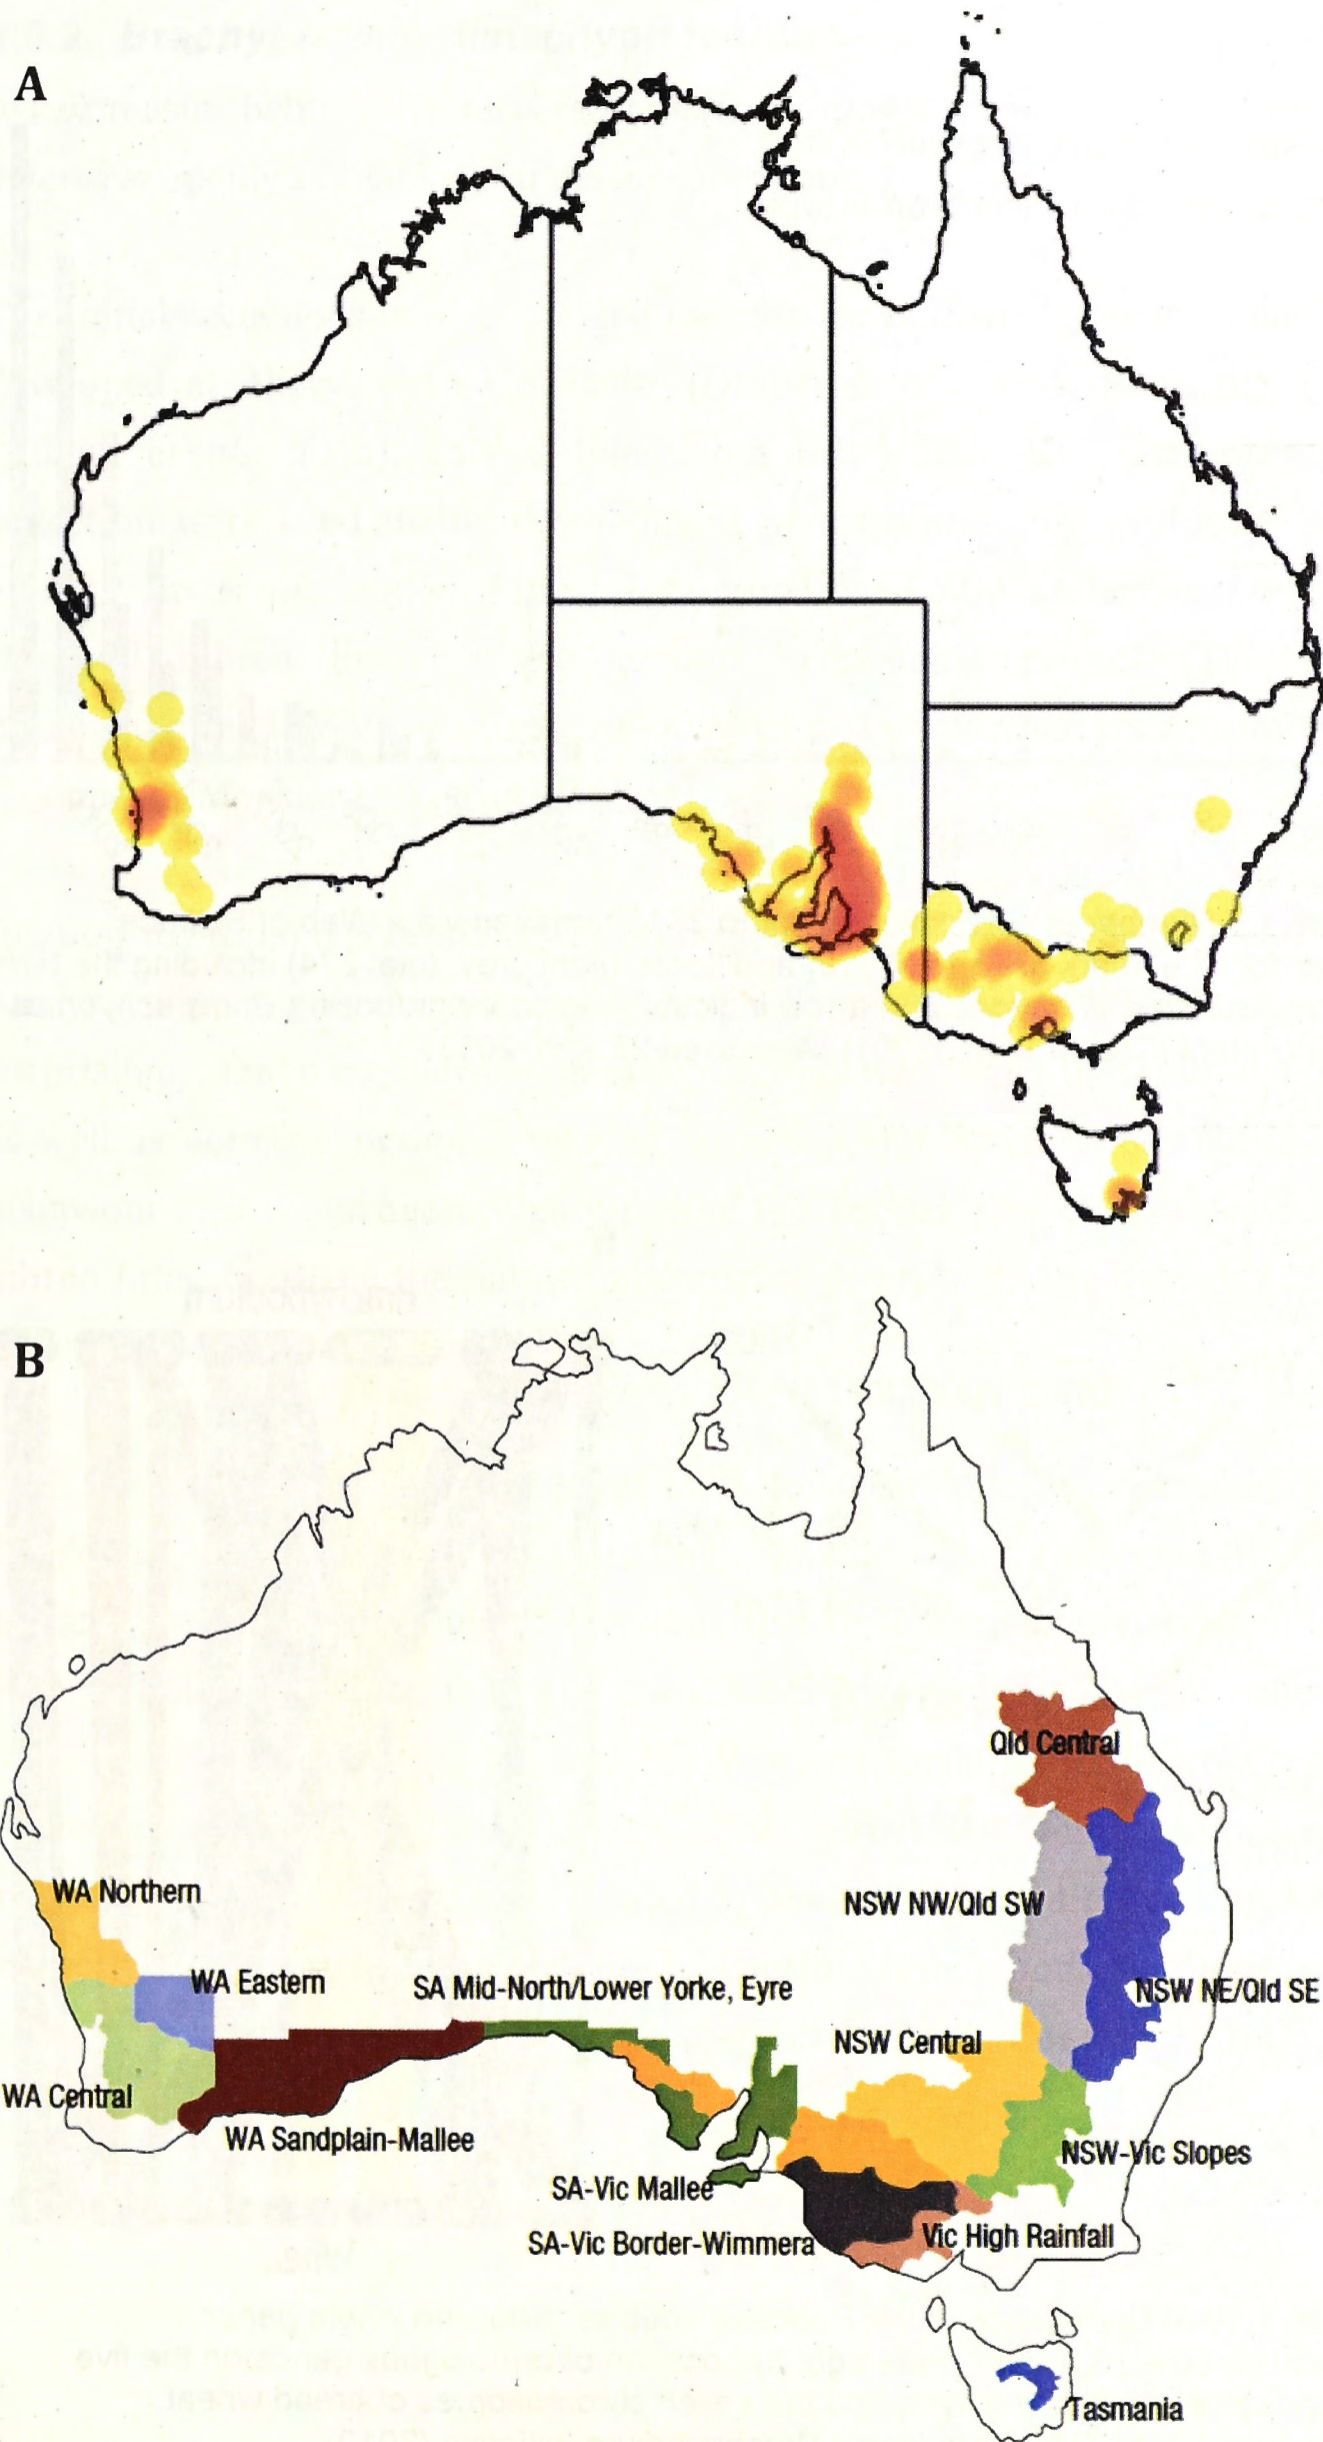 A
B
Qld Central
WA Northern
NSW NW/Qld SW
WA Eastern
SA Mid-North/Lower Yorke, Eyre
NSW NE/Qld SE
NSW Central
WA Central
WA Sandplain-Mallee
NSW-Vic Slopes
SA-Vic Mallee
SA-Vic Border-Wimmera
Vic High Rainfall
Tasmania